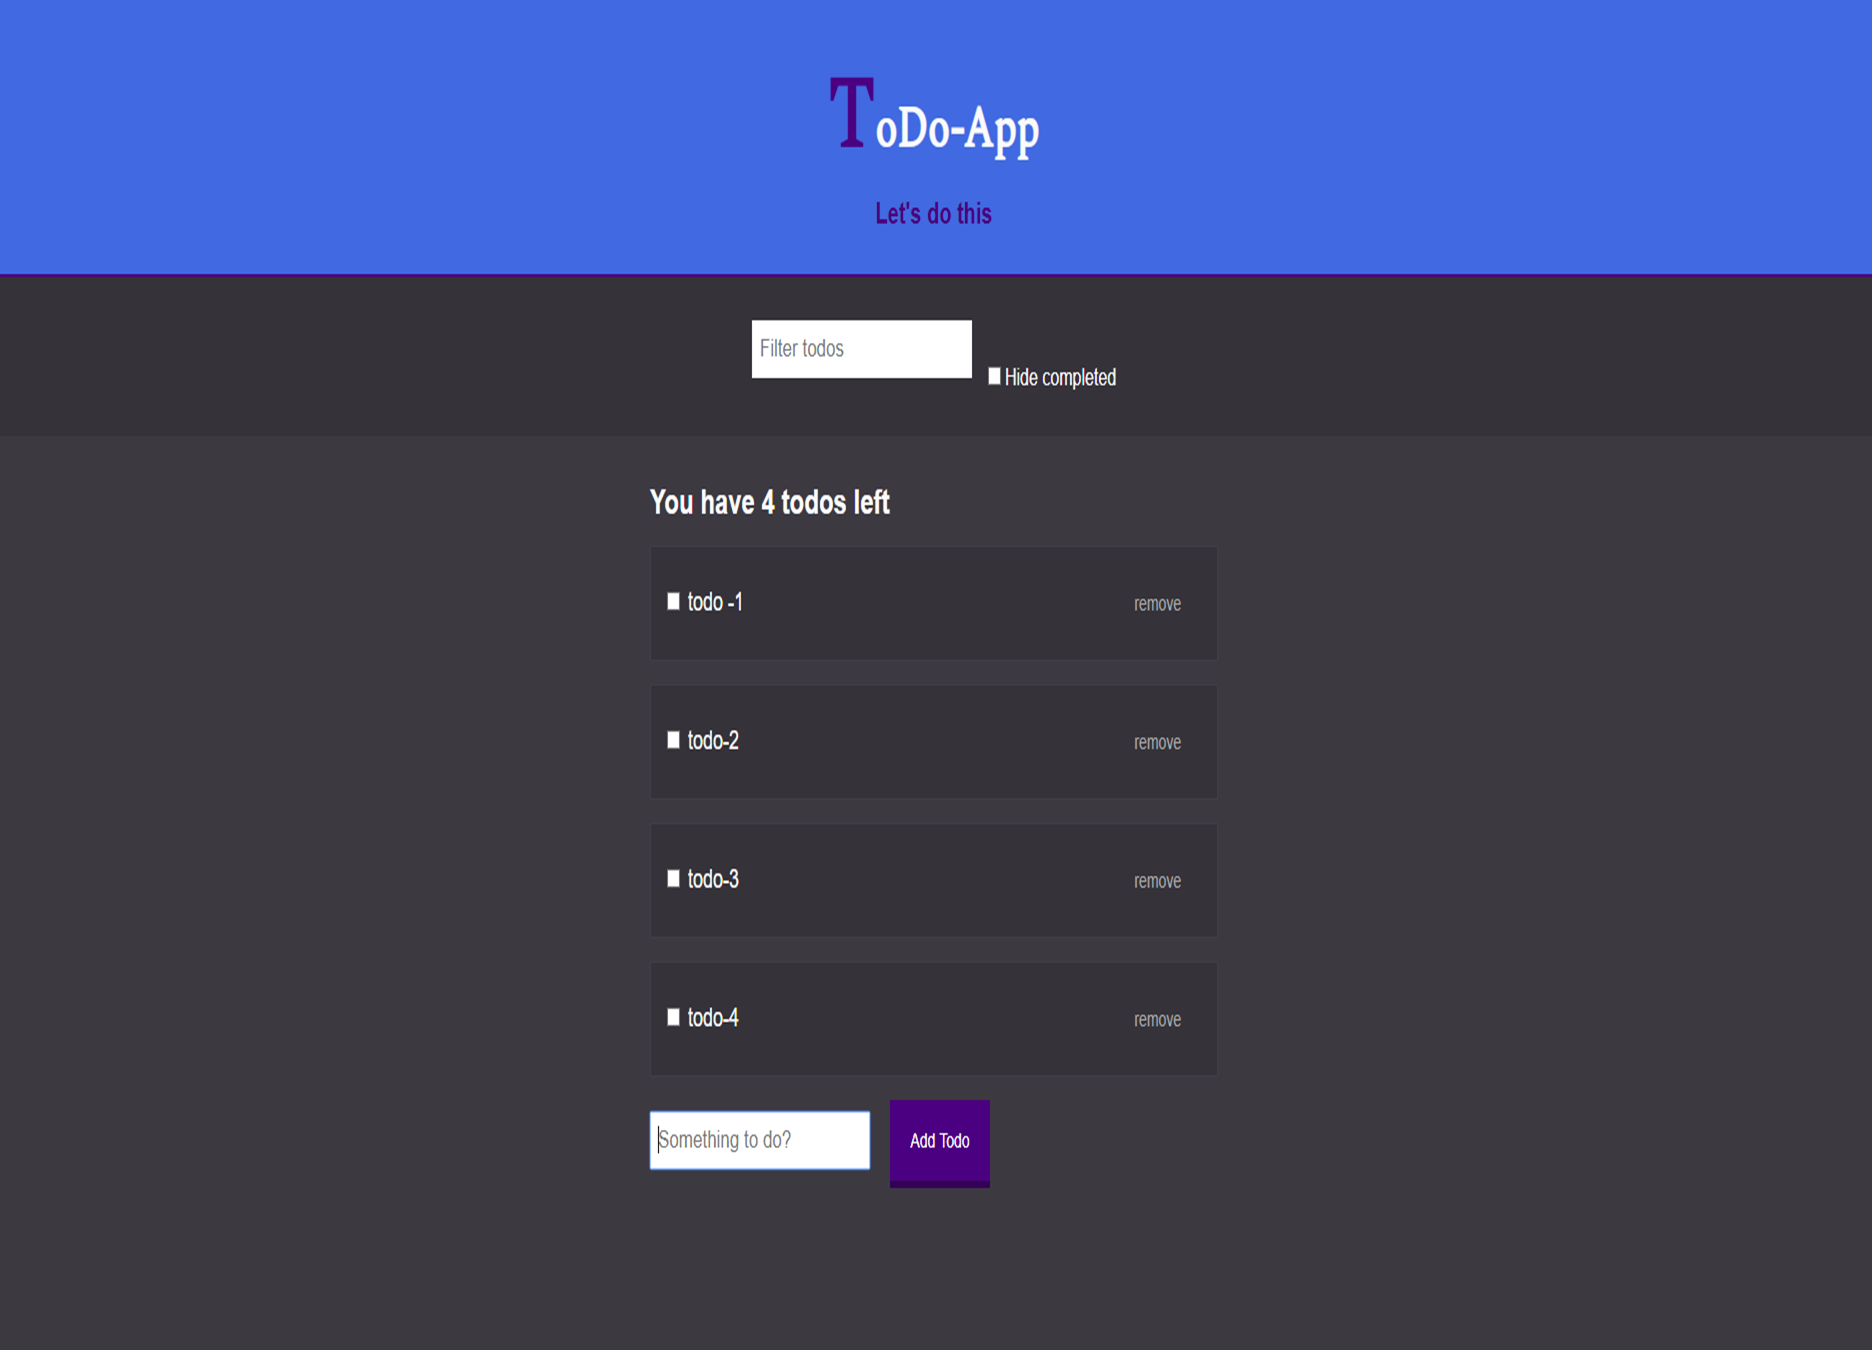 ToDo-App
Let's do this
Filter todos
Hide completed
You have 4 todos left
todo -1 remove
todo-2 remove
todo-3 remove
todo-4 remove
Something to do? Add Todo